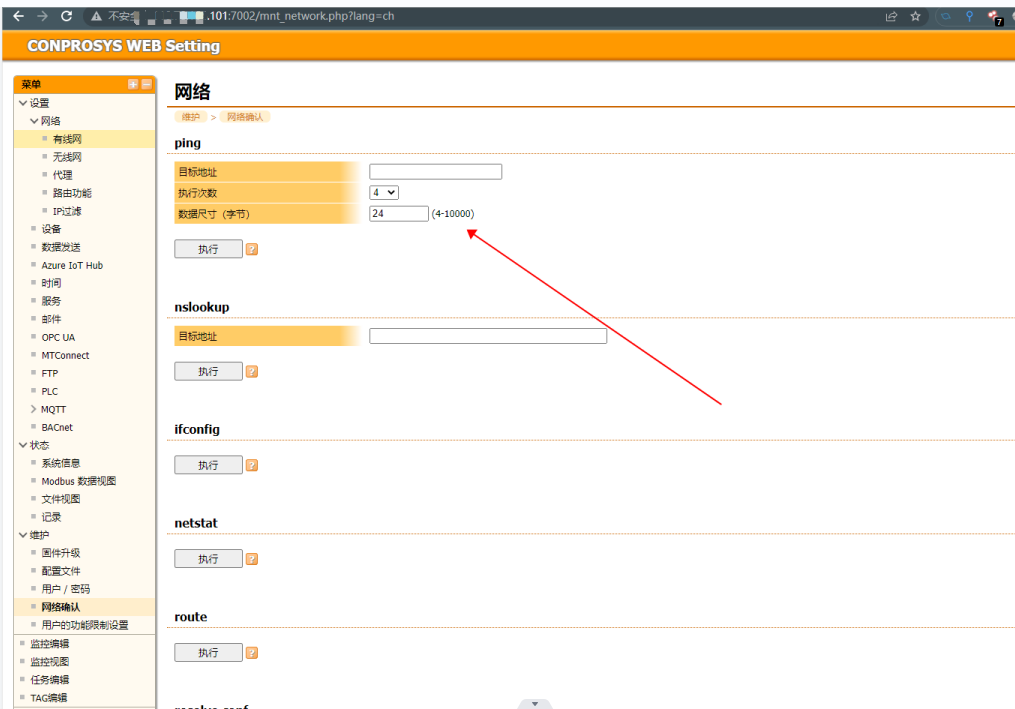 不安全
.101:7002/mnt_network.php?lang=ch
7
CONPROSYS WEB Setting
菜单
设置
网络
有线网
无线网
代理
路由功能
IP过滤
设备
数据发送
Azure IoT Hub
时间
服务
邮件
OPC UA
MTConnect
FTP
PLC
MQTT
BACnet
状态
系统信息
Modbus 数据视图
文件视图
记录
维护
固件升级
配置文件
用户 / 密码
网络确认
用户的功能限制设置
监控编辑
监控视图
任务编辑
TAG编辑
网络
维护 > 网络确认
ping
目标地址
执行次数 4
数据尺寸 (字节) 24 (4-10000)
执行 ?
nslookup
目标地址
执行 ?
ifconfig
执行 ?
netstat
执行 ?
route
执行 ?